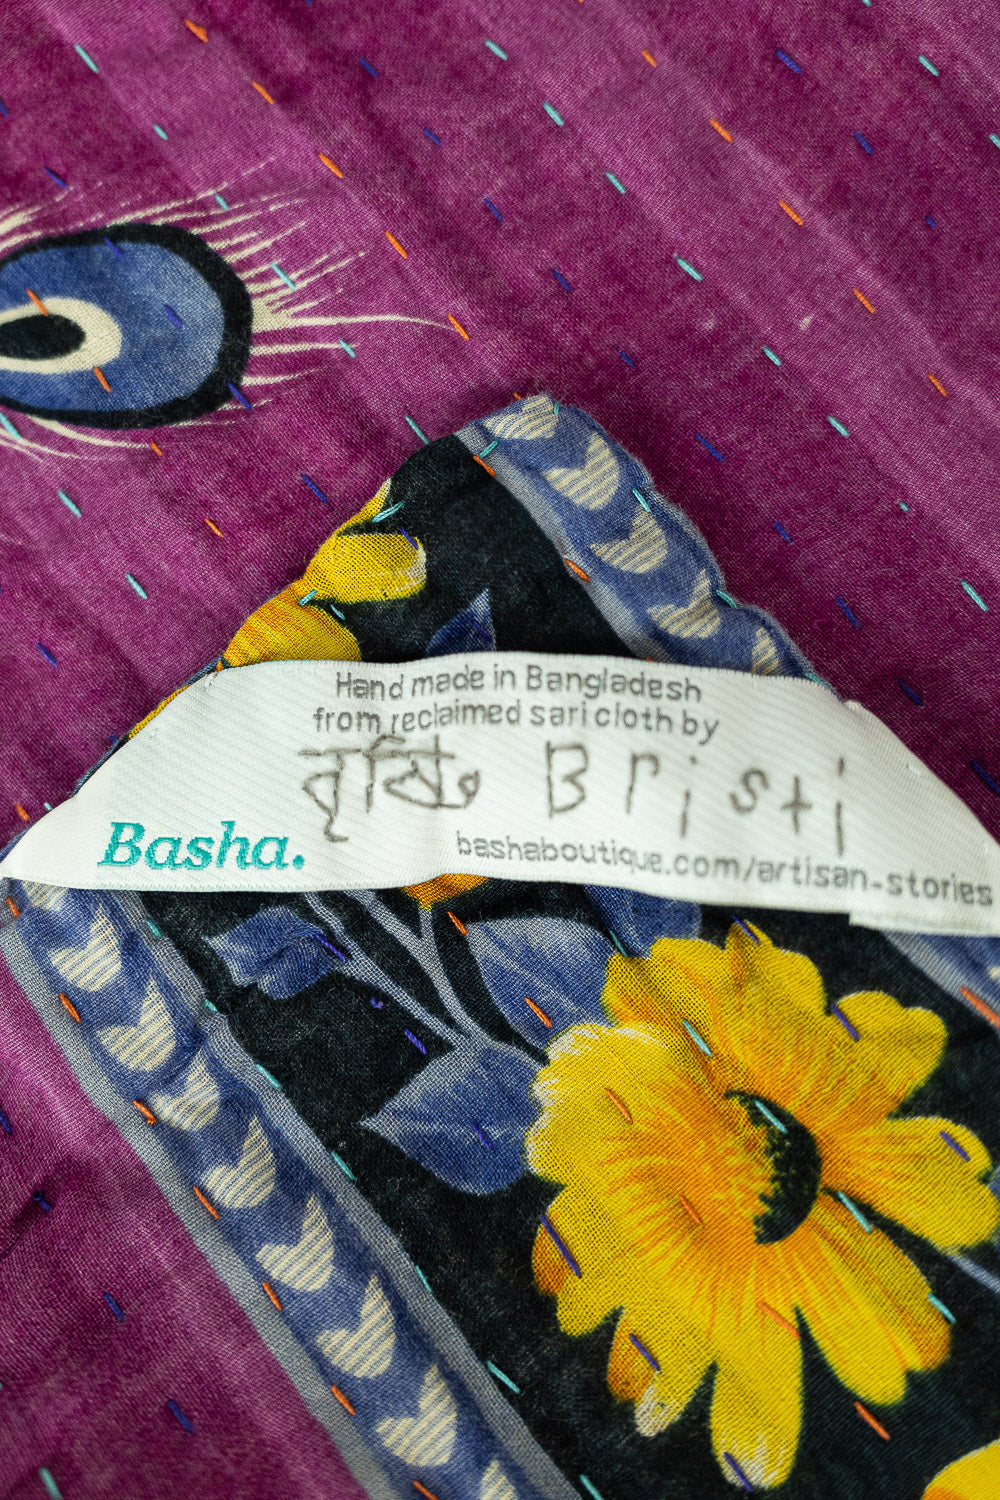 Hand made in Bangladesh
from reclaimed sari cloth by
বৃষ্টি Bristi
Basha.
bashaboutique.com/artisan-stories